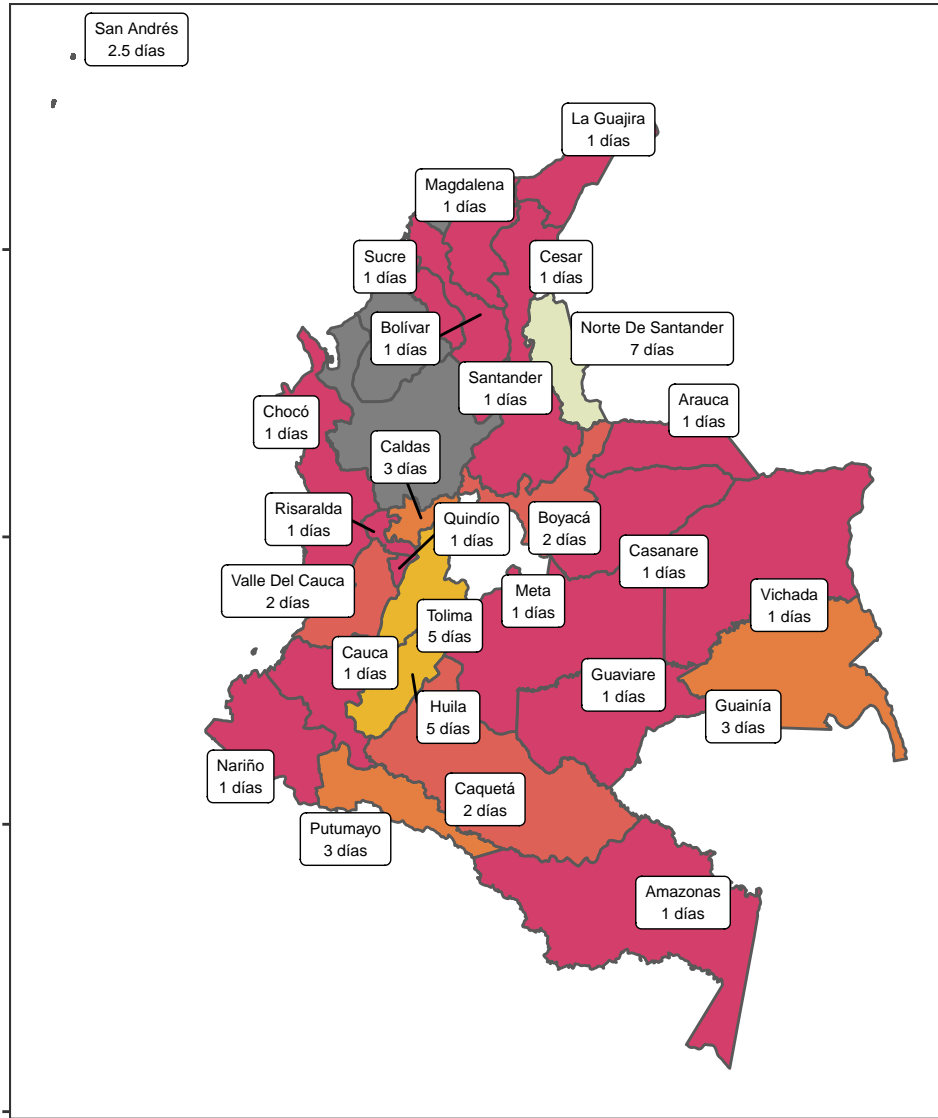 San Andrés
2.5 días
La Guajira
1 días
Magdalena
1 días
Sucre
1 días
Cesar
1 días
Bolívar
1 días
Norte De Santander
7 días
Santander
1 días
Arauca
1 días
Chocó
1 días
Caldas
3 días
Risaralda
1 días
Quindío
1 días
Boyacá
2 días
Casanare
1 días
Valle Del Cauca
2 días
Meta
1 días
Vichada
1 días
Tolima
5 días
Cauca
1 días
Guaviare
1 días
Huila
5 días
Guainía
3 días
Nariño
1 días
Caquetá
2 días
Putumayo
3 días
Amazonas
1 días